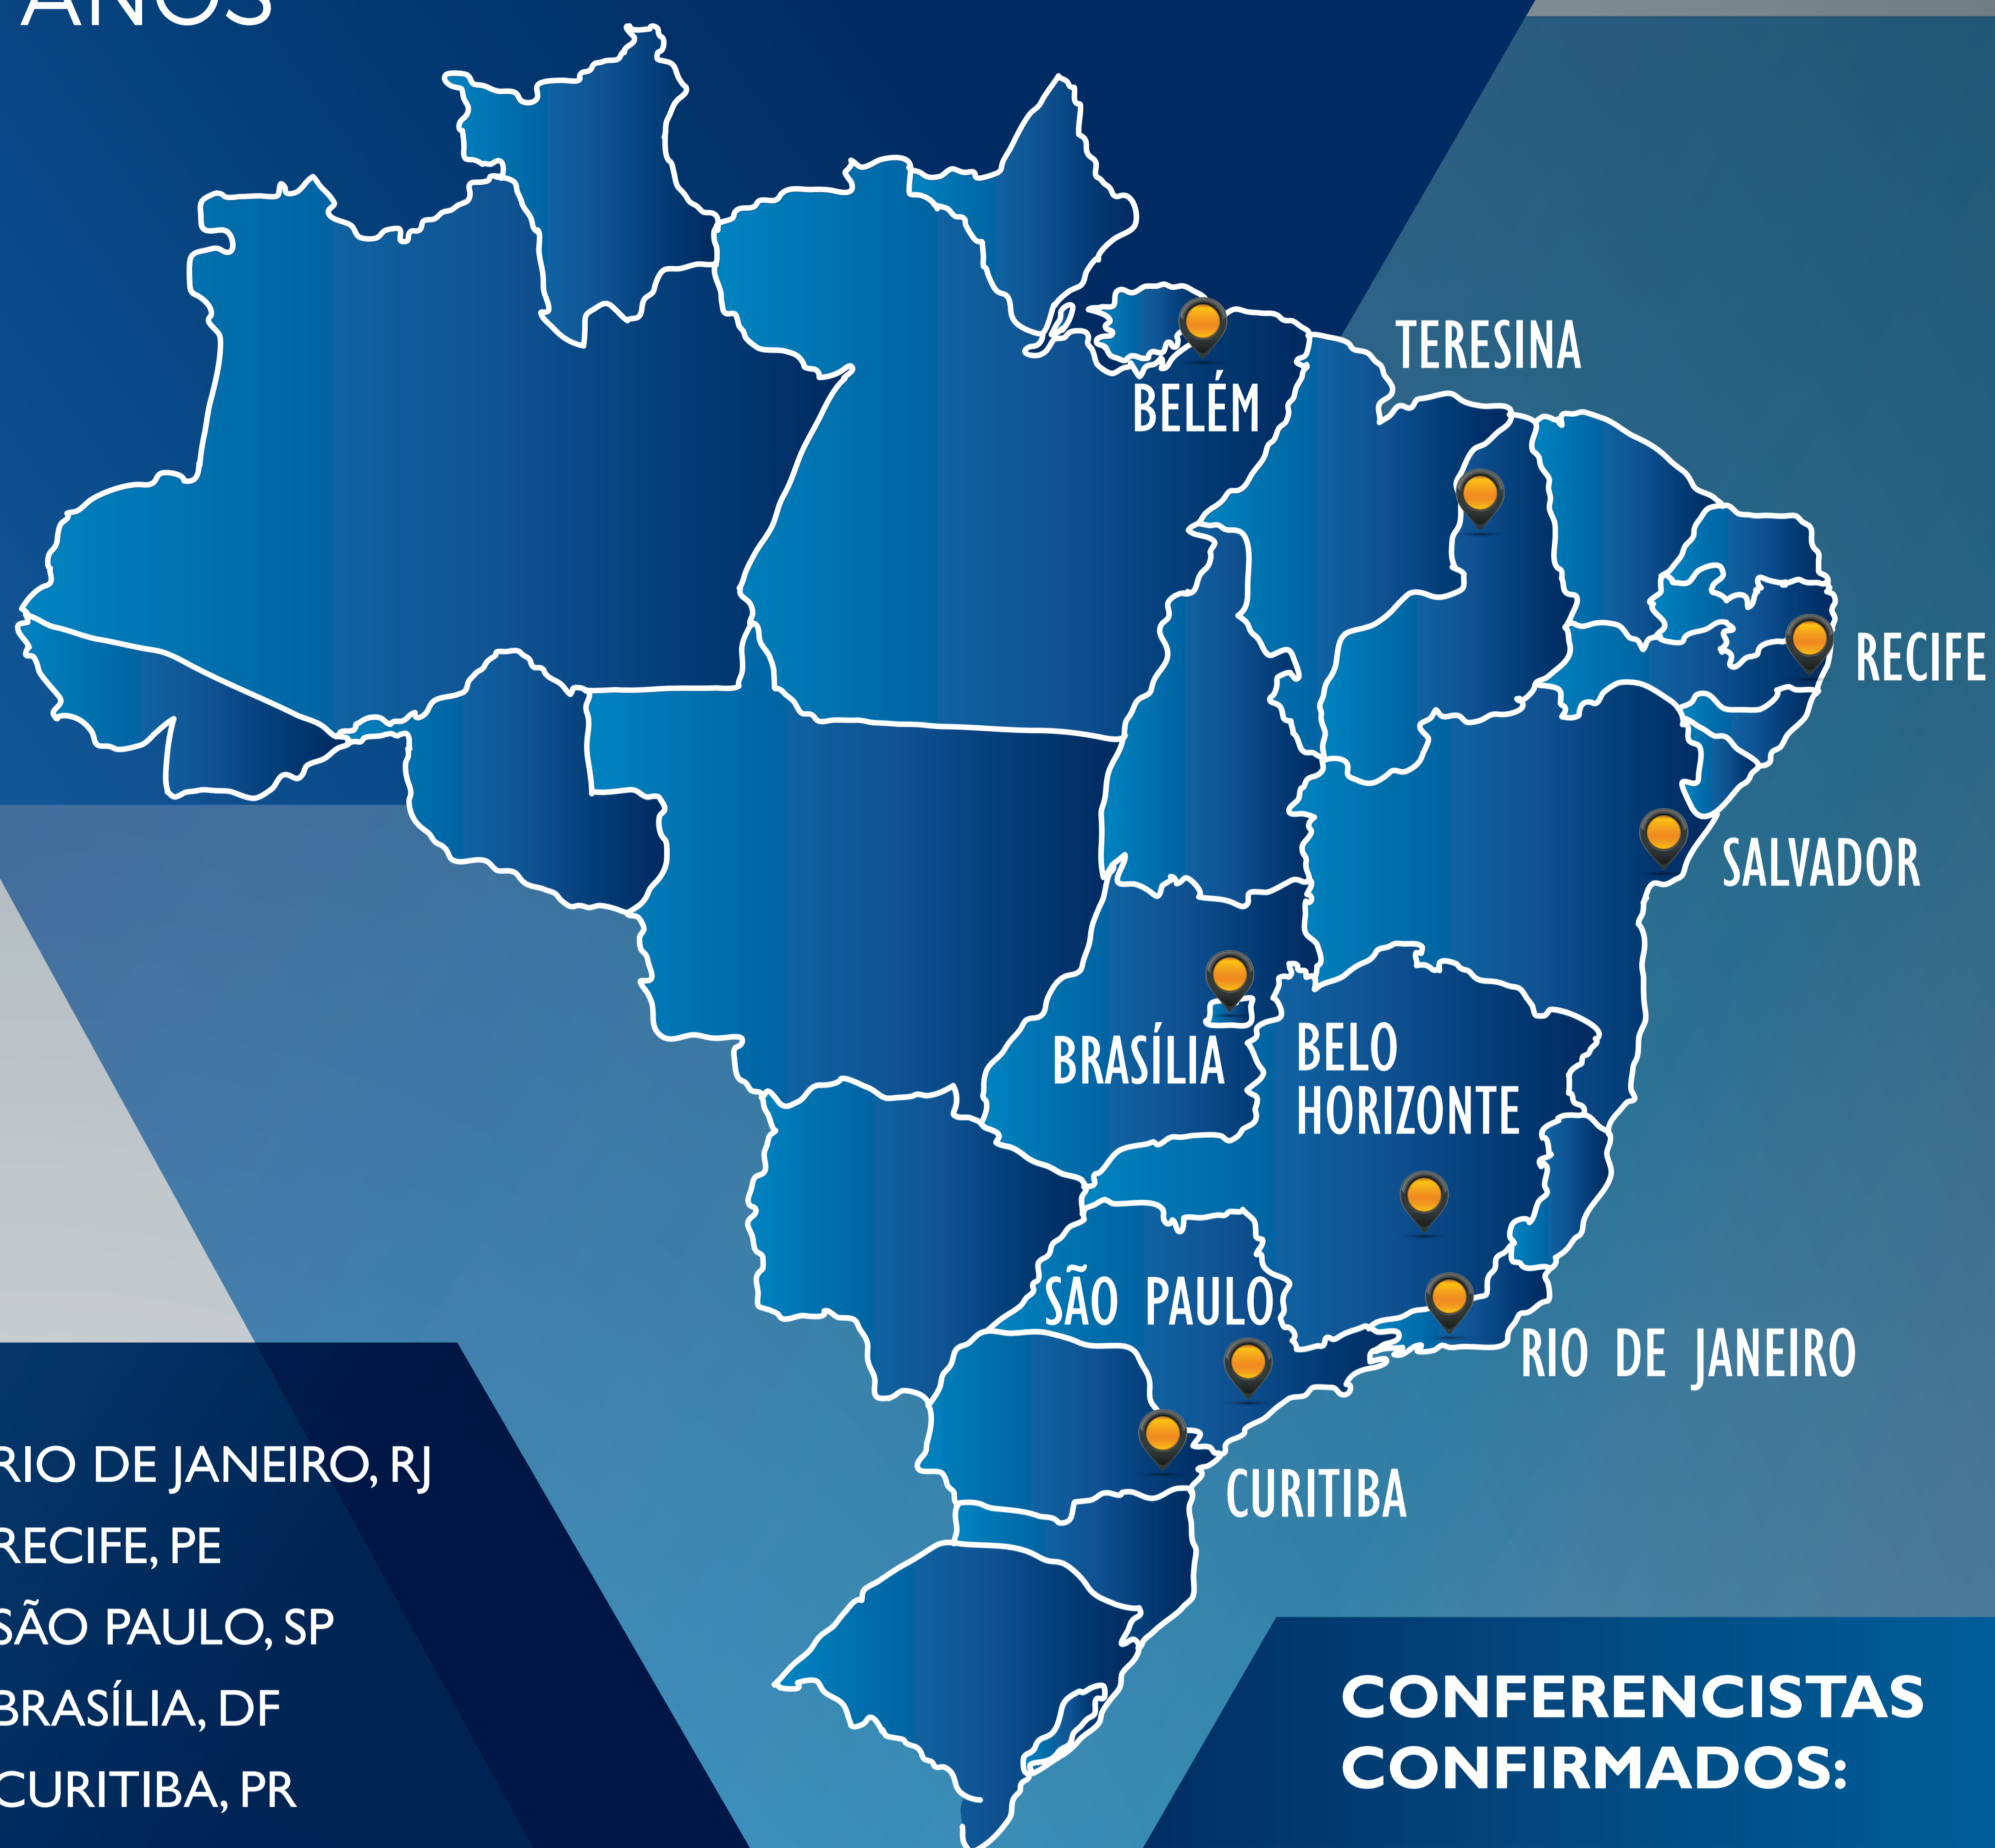 ANOS
TERESINA
BELÉM
RECIFE
SALVADOR
BRASÍLIA
BELO
HORIZONTE
SÃO PAULO
RIO DE JANEIRO
CURITIBA
RIO DE JANEIRO, RJ
RECIFE, PE
SÃO PAULO, SP
BRASÍLIA, DF
CURITIBA, PR
CONFERENCISTAS
CONFIRMADOS: